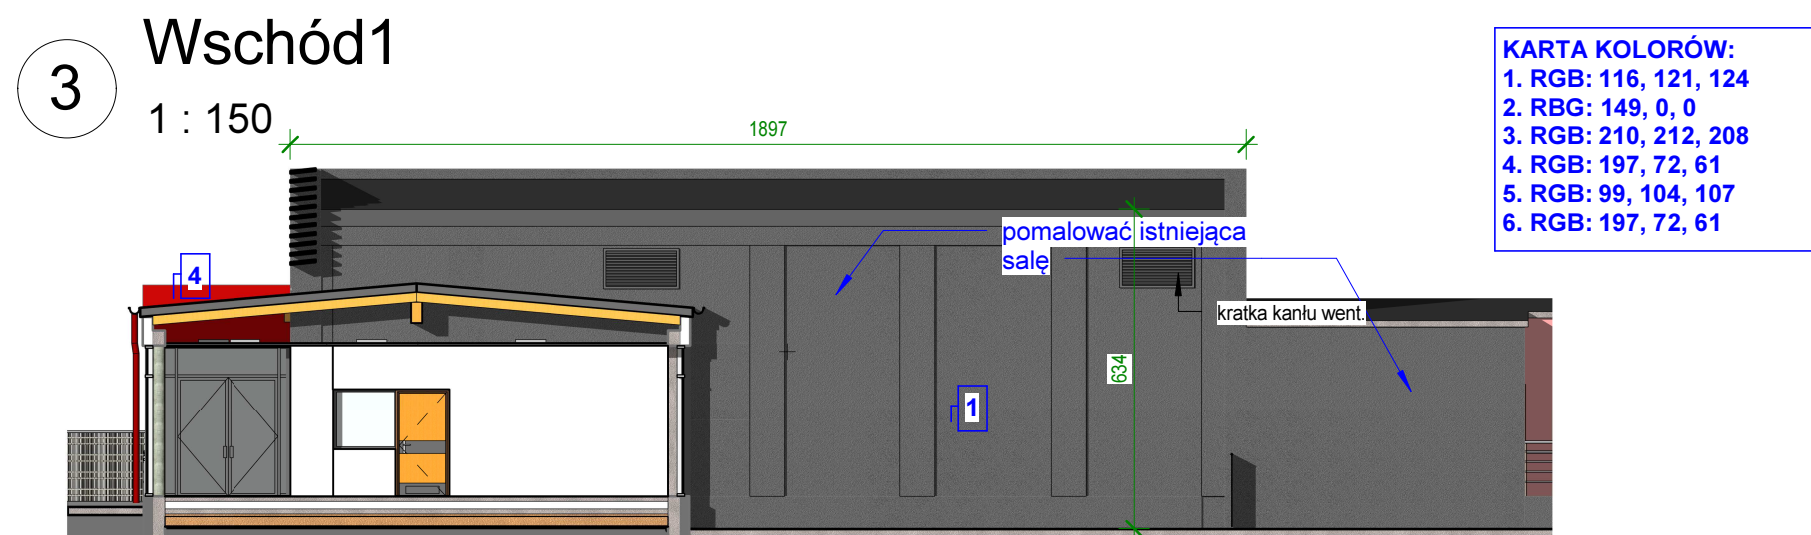 3
Wschód1
1 : 150
KARTA KOLORÓW:
1. RGB: 116, 121, 124
2. RBG: 149, 0, 0
3. RGB: 210, 212, 208
4. RGB: 197, 72, 61
5. RGB: 99, 104, 107
6. RGB: 197, 72, 61
1897
pomalować istniejąca
salę
4
kratka kanłu went.
634
1